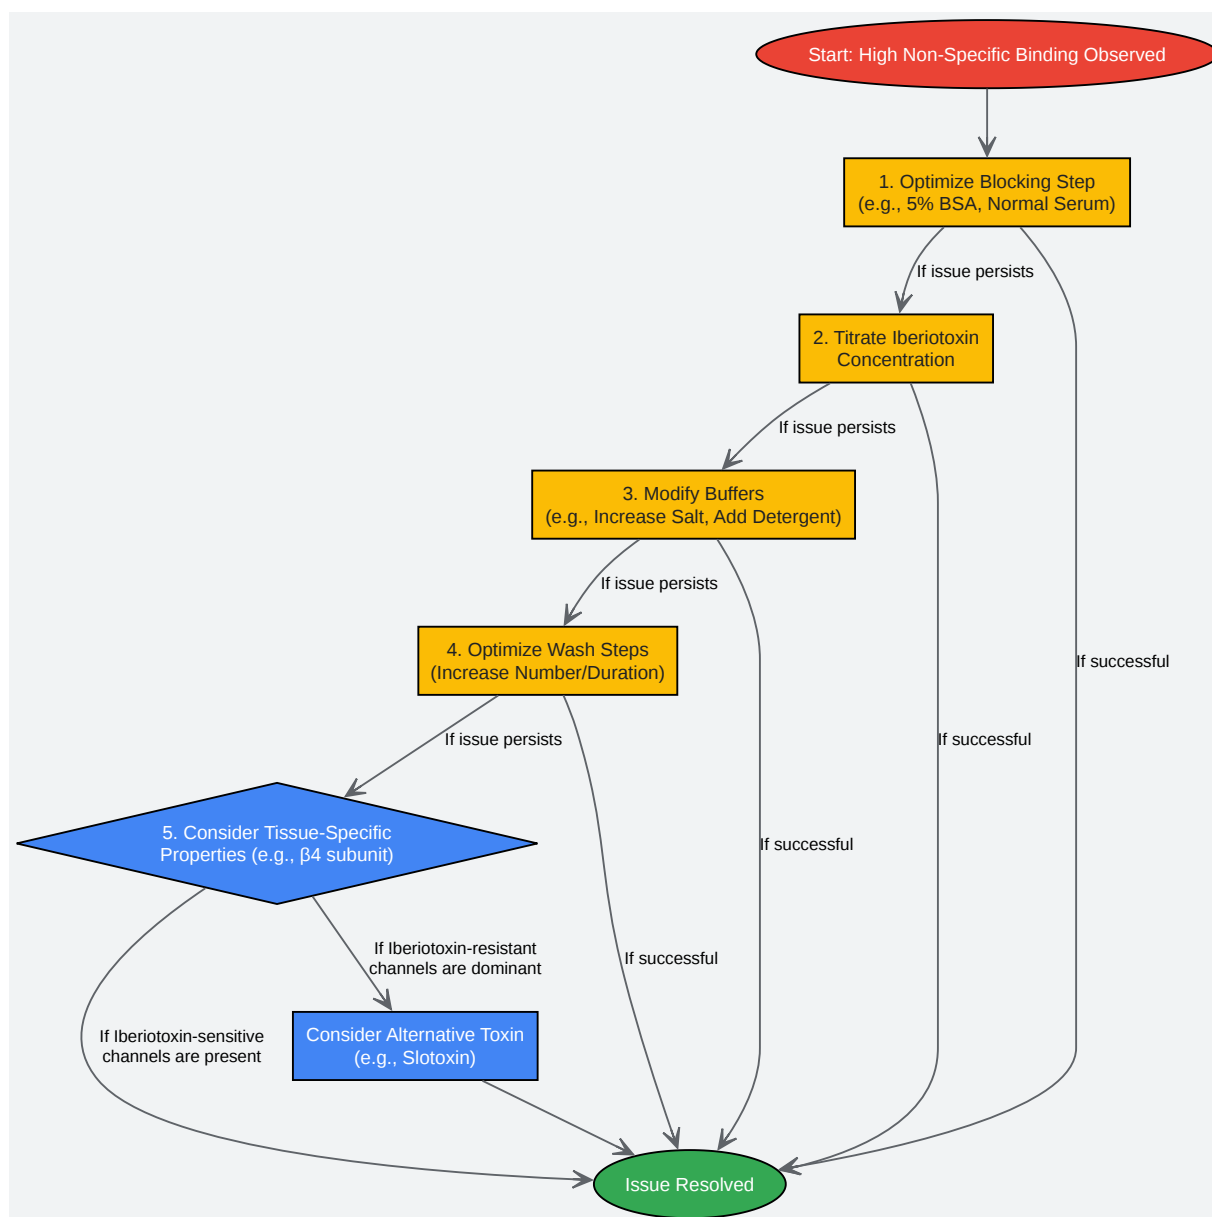 Start: High Non-Specific Binding Observed
1. Optimize Blocking Step
(e.g., 5% BSA, Normal Serum)
If issue persists
2. Titrate Iberiotoxin
Concentration
If issue persists
3. Modify Buffers
(e.g., Increase Salt, Add Detergent)
If issue persists
4. Optimize Wash Steps
(Increase Number/Duration)
If successful
If issue persists
If successful
5. Consider Tissue-Specific
Properties (e.g., β4 subunit)
If successful
If Iberiotoxin-resistant
channels are dominant
If successful
If Iberiotoxin-sensitive
channels are present
Consider Alternative Toxin
(e.g., Slotoxin)
Issue Resolved